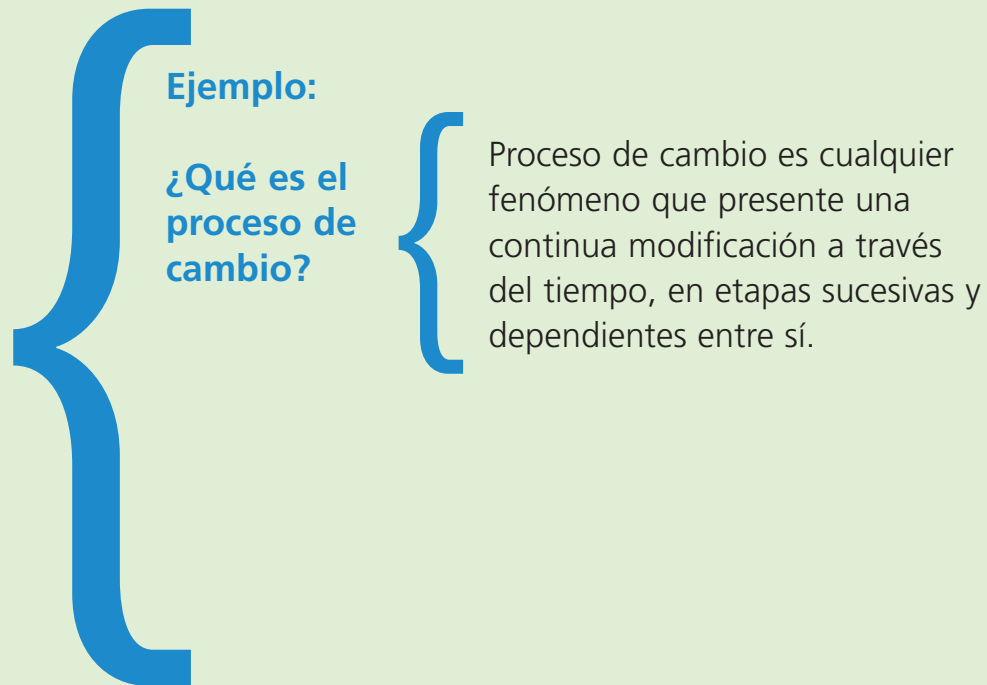 Ejemplo:
¿Qué es el
proceso de
cambio?
Proceso de cambio es cualquier
fenómeno que presente una
continua modificación a través
del tiempo, en etapas sucesivas y
dependientes entre sí.